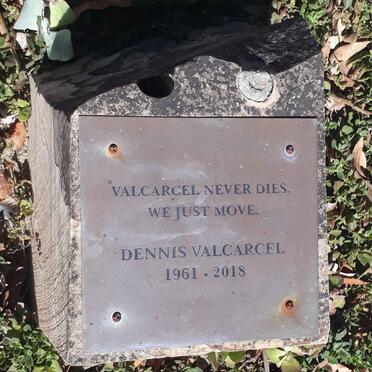 VALCARCEL NEVER DIES.
WE JUST MOVE.
DENNIS VALCARCEL
1961 - 2018